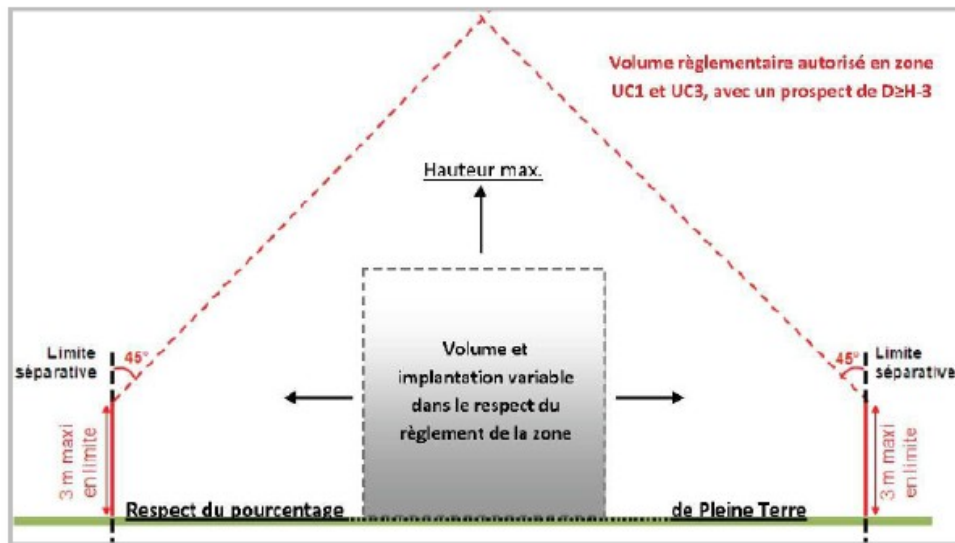 Volume règlementaire autorisé en zone
UC1 et UC3, avec un prospect de D≥H-3
Hauteur max.
Limite
séparative
45°
45°
Limite
séparative
Volume et
implantation variable
dans le respect du
règlement de la zone
3 m maxi
en limite
3 m maxi
en limite
Respect du pourcentage
de Pleine Terre